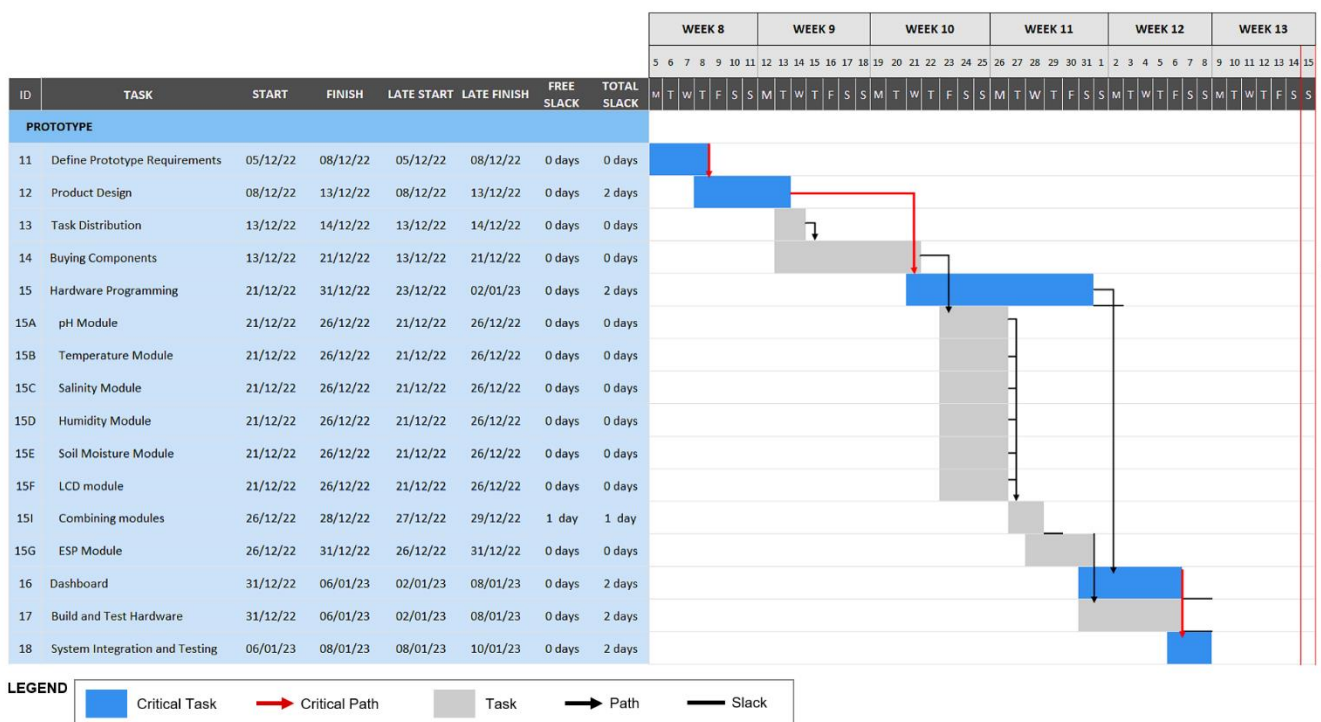 WEEK 8 WEEK 9 WEEK 10 WEEK 11 WEEK 12 WEEK 13
5 6 7 8 9 10 11 12 13 14 15 16 17 18 19 20 21 22 23 24 25 26 27 28 29 30 31 1 2 3 4 5 6 7 8 9 10 11 12 13 14 15
ID TASK START FINISH LATE START LATE FINISH FREE SLACK TOTAL SLACK M T W T F S S M T W T F S S M T W T F S S M T W T F S S M T W T F S S M T W T F S S
PROTOTYPE
11 Define Prototype Requirements 05/12/22 08/12/22 05/12/22 08/12/22 0 days 0 days
12 Product Design 08/12/22 13/12/22 08/12/22 13/12/22 0 days 2 days
13 Task Distribution 13/12/22 14/12/22 13/12/22 14/12/22 0 days 0 days
14 Buying Components 13/12/22 21/12/22 13/12/22 21/12/22 0 days 0 days
15 Hardware Programming 21/12/22 31/12/22 23/12/22 02/01/23 0 days 2 days
15A pH Module 21/12/22 26/12/22 21/12/22 26/12/22 0 days 0 days
15B Temperature Module 21/12/22 26/12/22 21/12/22 26/12/22 0 days 0 days
15C Salinity Module 21/12/22 26/12/22 21/12/22 26/12/22 0 days 0 days
15D Humidity Module 21/12/22 26/12/22 21/12/22 26/12/22 0 days 0 days
15E Soil Moisture Module 21/12/22 26/12/22 21/12/22 26/12/22 0 days 0 days
15F LCD module 21/12/22 26/12/22 21/12/22 26/12/22 0 days 0 days
15I Combining modules 26/12/22 28/12/22 27/12/22 29/12/22 1 day 1 day
15G ESP Module 26/12/22 31/12/22 26/12/22 31/12/22 0 days 0 days
16 Dashboard 31/12/22 06/01/23 02/01/23 08/01/23 0 days 2 days
17 Build and Test Hardware 31/12/22 06/01/23 02/01/23 08/01/23 0 days 2 days
18 System Integration and Testing 06/01/23 08/01/23 08/01/23 10/01/23 0 days 2 days
LEGEND Critical Task Critical Path Task Path Slack